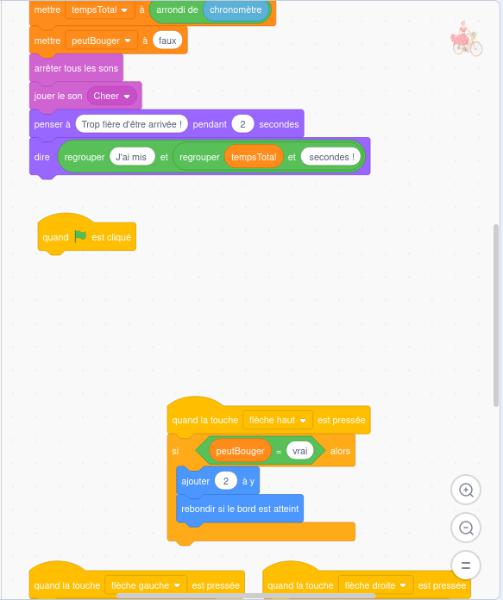 mettre tempsTotal à arrondi de chronomètre
mettre peutBouger à faux
arrêter tous les sons
jouer le son Cheer
penser à Trop fière d'être arrivée ! pendant 2 secondes
dire regrouper J'ai mis et regrouper tempsTotal et secondes !
quand est cliqué
quand la touche flèche haut est pressée
si peutBouger = vrai alors
ajouter 2 à y
rebondir si le bord est atteint
quand la touche flèche gauche est pressée quand la touche flèche droite est pressée